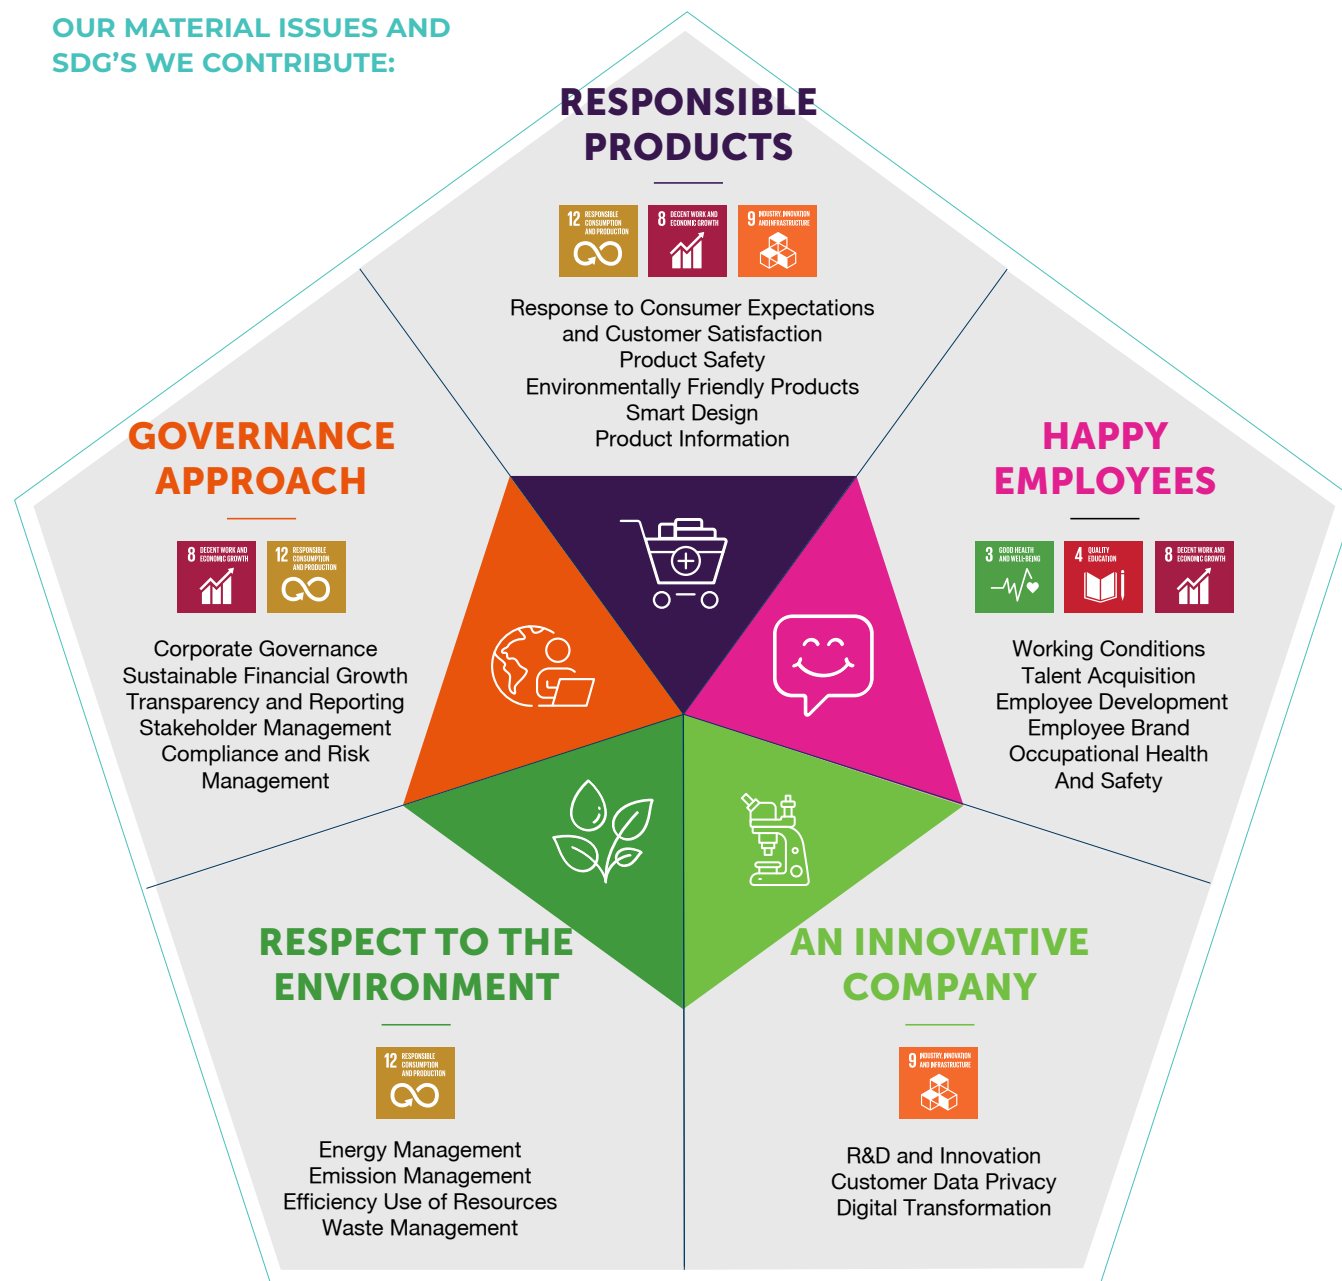 OUR MATERIAL ISSUES AND
SDG’S WE CONTRIBUTE:
RESPONSIBLE
PRODUCTS
12 RESPONSIBLE
CONSUMPTION
AND PRODUCTION
8 DECENT WORK AND
ECONOMIC GROWTH
9 INDUSTRY, INNOVATION
AND INFRASTRUCTURE
Response to Consumer Expectations
and Customer Satisfaction
Product Safety
Environmentally Friendly Products
Smart Design
Product Information
GOVERNANCE
APPROACH
8 DECENT WORK AND
ECONOMIC GROWTH
12 RESPONSIBLE
CONSUMPTION
AND PRODUCTION
Corporate Governance
Sustainable Financial Growth
Transparency and Reporting
Stakeholder Management
Compliance and Risk
Management
HAPPY
EMPLOYEES
3 GOOD HEALTH
AND WELL-BEING
4 QUALITY
EDUCATION
8 DECENT WORK AND
ECONOMIC GROWTH
Working Conditions
Talent Acquisition
Employee Development
Employee Brand
Occupational Health
And Safety
RESPECT TO THE
ENVIRONMENT
12 RESPONSIBLE
CONSUMPTION
AND PRODUCTION
Energy Management
Emission Management
Efficiency Use of Resources
Waste Management
AN INNOVATIVE
COMPANY
9 INDUSTRY, INNOVATION
AND INFRASTRUCTURE
R&D and Innovation
Customer Data Privacy
Digital Transformation